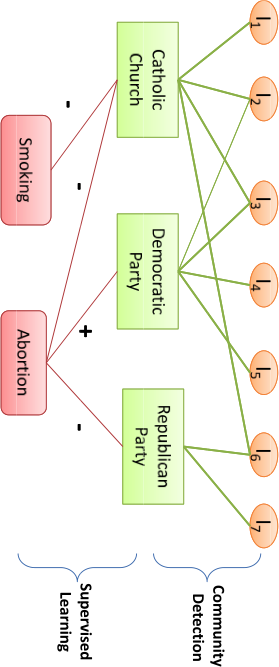 I1
I2
I3
I4
I5
I6
I7
Catholic
Church
Democratic
Party
Republican
Party
Community
Detection
-
-
+
-
Smoking
Abortion
Supervised
Learning